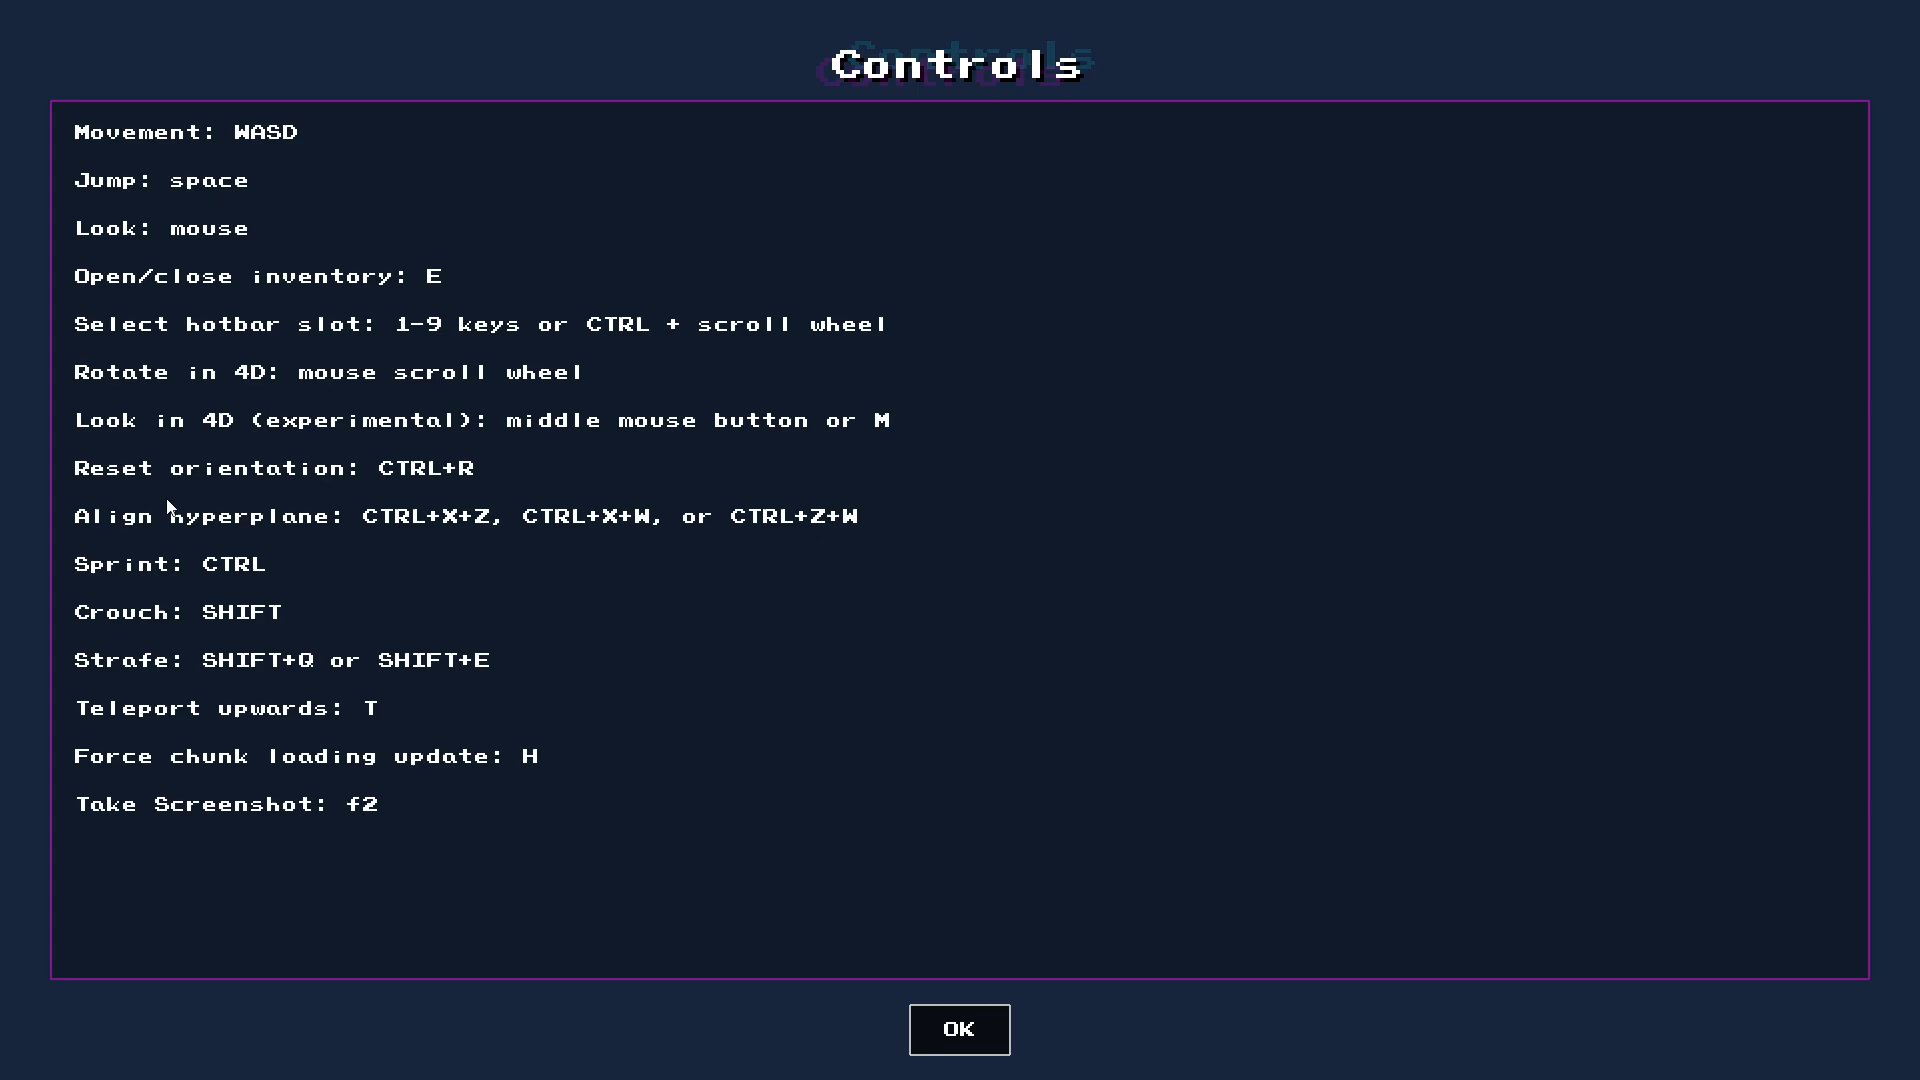 Controls
Movement: WASD
Jump: space
Look: mouse
Open/close inventory: E
Select hotbar slot: 1-9 keys or CTRL + scroll wheel
Rotate in 4D: mouse scroll wheel
Look in 4D (experimental): middle mouse button or M
Reset orientation: CTRL+R
Align hyperplane: CTRL+X+Z, CTRL+X+W, or CTRL+Z+W
Sprint: CTRL
Crouch: SHIFT
Strafe: SHIFT+Q or SHIFT+E
Teleport upwards: T
Force chunk loading update: H
Take Screenshot: f2
OK